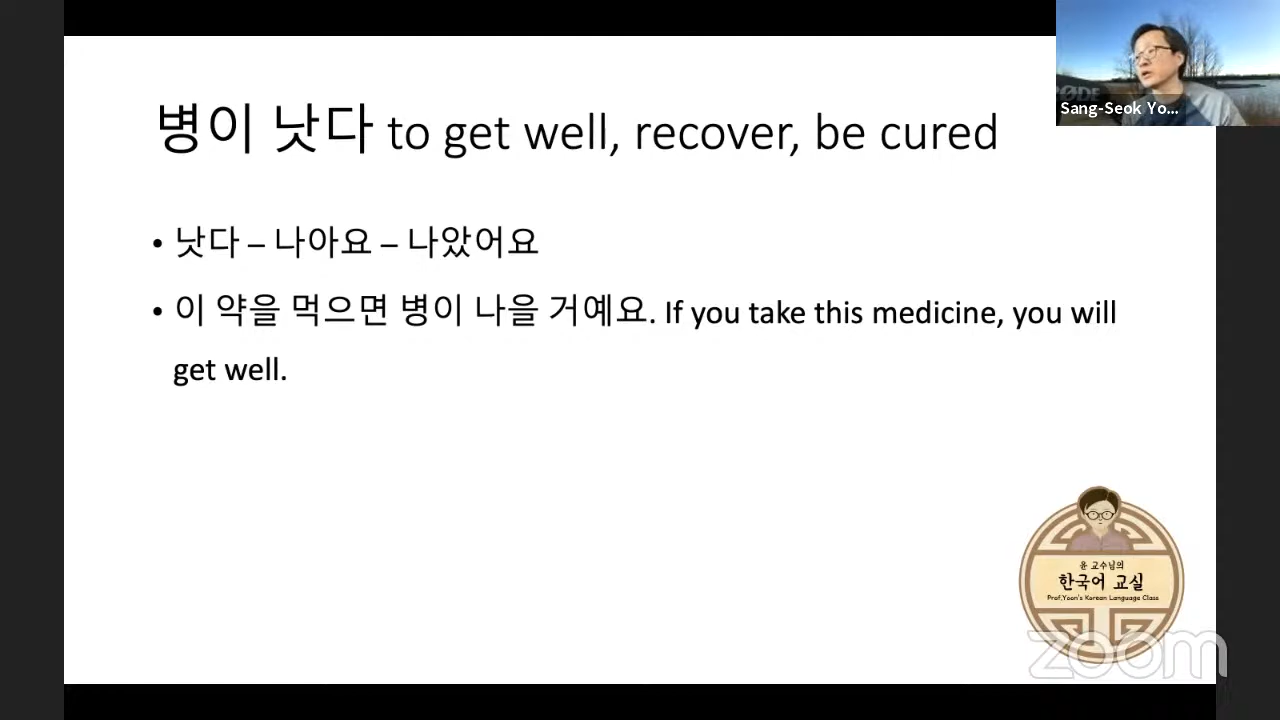 병이 낫다 to get well, recover, be cured
• 낫다 – 나아요 – 나았어요
• 이 약을 먹으면 병이 나을 거예요. If you take this medicine, you will
get well.
Sang-Seok Yo...
윤 교수님의
한국어 교실
Prof.Yoon's Korean Language Class
zoom